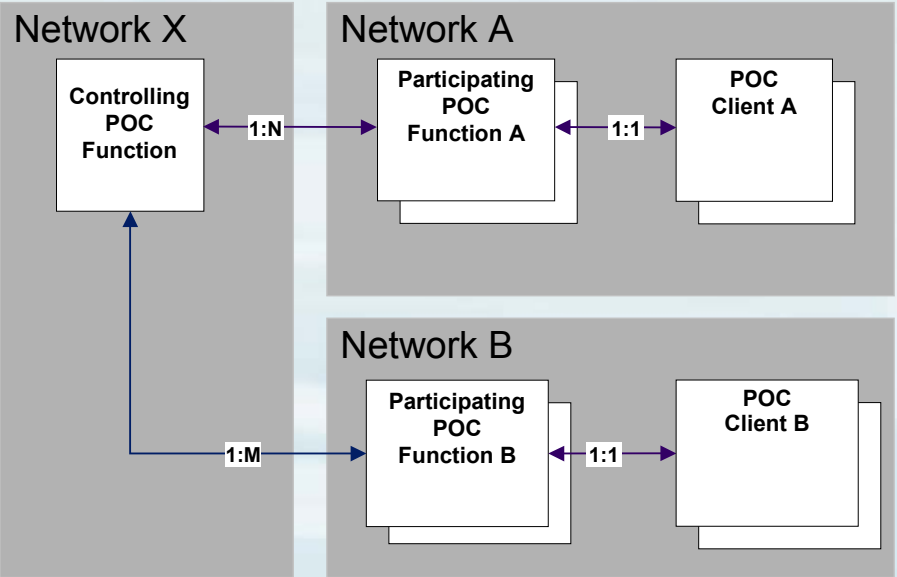 Network X
Controlling
POC
Function
1:N
Network A
Participating
POC
Function A
1:1
POC
Client A
1:M
Network B
Participating
POC
Function B
1:1
POC
Client B